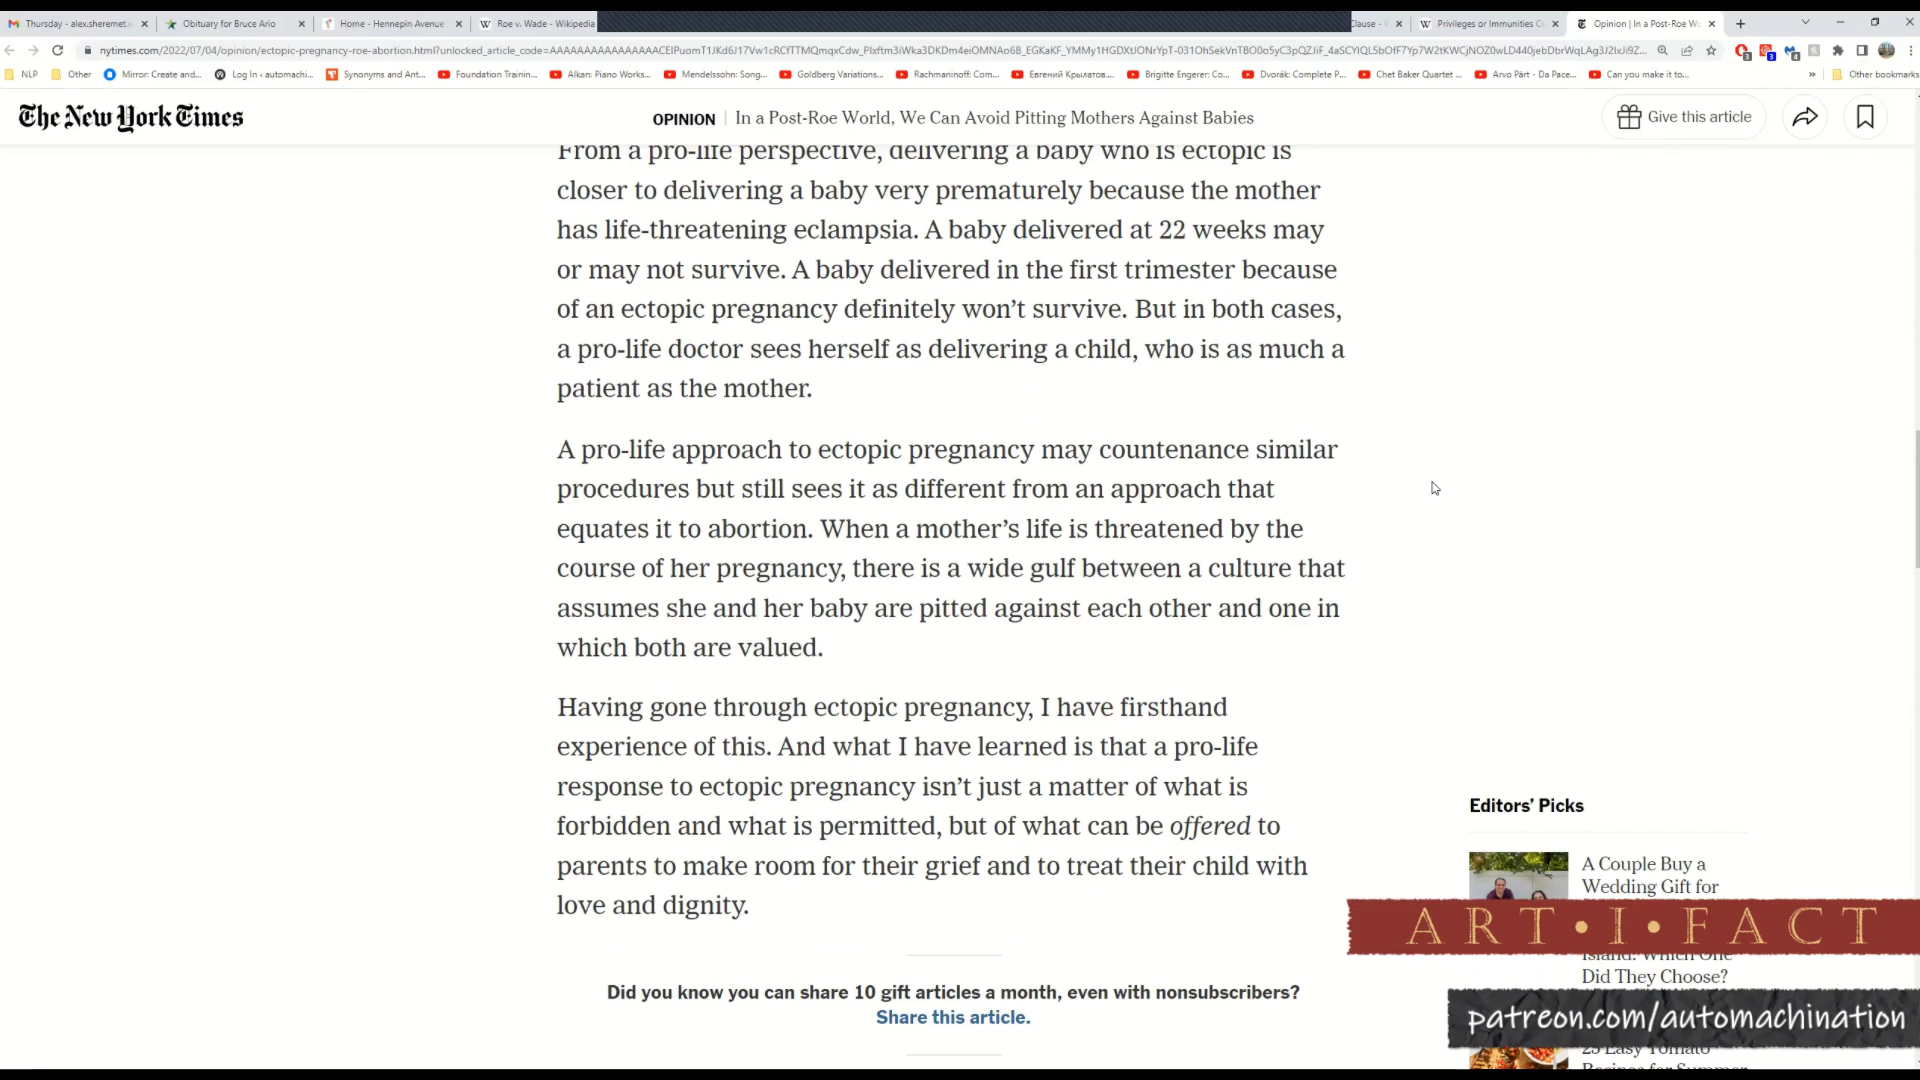 Thursday - alex.sheremet.w
Obituary for Bruce Ario
Home - Hennepin Avenue
Roe v. Wade - Wikipedia
Clause -
Privileges or Immunities Cl
Opinion | In a Post-Roe Wo
NLP
Other
Mirror: Create and...
Log In ‹ automachi...
Synonyms and Ant...
Foundation Trainin...
Alkan: Piano Works...
Mendelssohn: Song...
Goldberg Variations...
Rachmaninoff: Com...
Евгений Крылатов...
Brigitte Engerer: Co...
Dvorák: Complete P...
Chet Baker Quartet ...
Arvo Pärt - Da Pace...
Can you make it to...
»
Other bookmarks
The New York Times
OPINION | In a Post-Roe World, We Can Avoid Pitting Mothers Against Babies
Give this article
From a pro-life perspective, delivering a baby who is ectopic is
closer to delivering a baby very prematurely because the mother
has life-threatening eclampsia. A baby delivered at 22 weeks may
or may not survive. A baby delivered in the first trimester because
of an ectopic pregnancy definitely won’t survive. But in both cases,
a pro-life doctor sees herself as delivering a child, who is as much a
patient as the mother.
A pro-life approach to ectopic pregnancy may countenance similar
procedures but still sees it as different from an approach that
equates it to abortion. When a mother’s life is threatened by the
course of her pregnancy, there is a wide gulf between a culture that
assumes she and her baby are pitted against each other and one in
which both are valued.
Having gone through ectopic pregnancy, I have firsthand
experience of this. And what I have learned is that a pro-life
response to ectopic pregnancy isn’t just a matter of what is
forbidden and what is permitted, but of what can be offered to
parents to make room for their grief and to treat their child with
love and dignity.
Did you know you can share 10 gift articles a month, even with nonsubscribers?
Share this article.
Editors’ Picks
A Couple Buy a
Wedding Gift for
ART•I•FACT
Island. Which One
Did They Choose?
patreon.com/automachination
25 Easy Tomato
Recipes for Summer